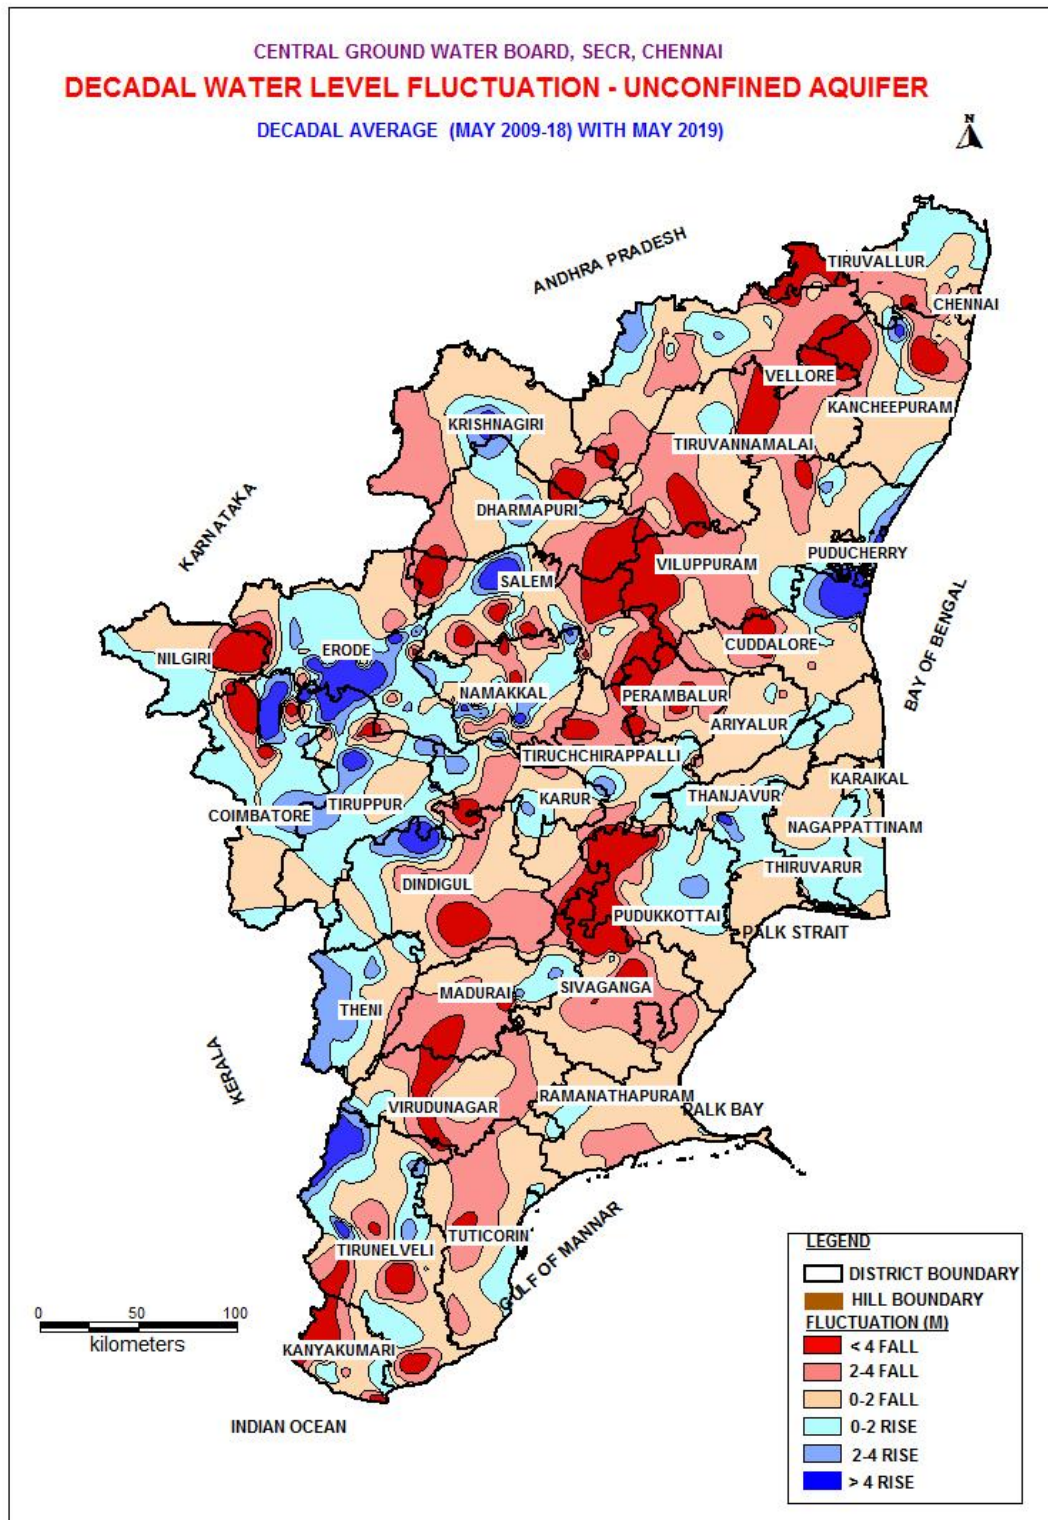 CENTRAL GROUND WATER BOARD, SECR, CHENNAI
DECADAL WATER LEVEL FLUCTUATION - UNCONFINED AQUIFER
DECADAL AVERAGE (MAY 2009-18) WITH MAY 2019)
N
ANDHRA PRADESH
TIRUVALLUR
CHENNAI
VELLORE
KANCHEEPURAM
KRISHNAGIRI
TIRUVANNAMALAI
KARNATAKA
DHARMAPURI
PUDUCHERRY
VILUPPURAM
SALEM
BAY OF BENGAL
CUDDALORE
NILGIRI
ERODE
NAMAKKAL
PERAMBALUR
ARIYALUR
TIRUCHCHIRAPPALLI
KARAIKAL
THANJAVUR
KARUR
TIRUPPUR
COIMBATORE
NAGAPPATTINAM
THIRUVARUR
DINDIGUL
PUDUKKOTTAI
PALK STRAIT
SIVAGANGA
MADURAI
THENI
KERALA
RAMANATHAPURAM
VIRUDUNAGAR
PALK BAY
TUTICORIN
TIRUNELVELI
GULF OF MANNAR
KANYAKUMARI
INDIAN OCEAN
0 50 100
kilometers
LEGEND
DISTRICT BOUNDARY
HILL BOUNDARY
FLUCTUATION (M)
< 4 FALL
2-4 FALL
0-2 FALL
0-2 RISE
2-4 RISE
> 4 RISE